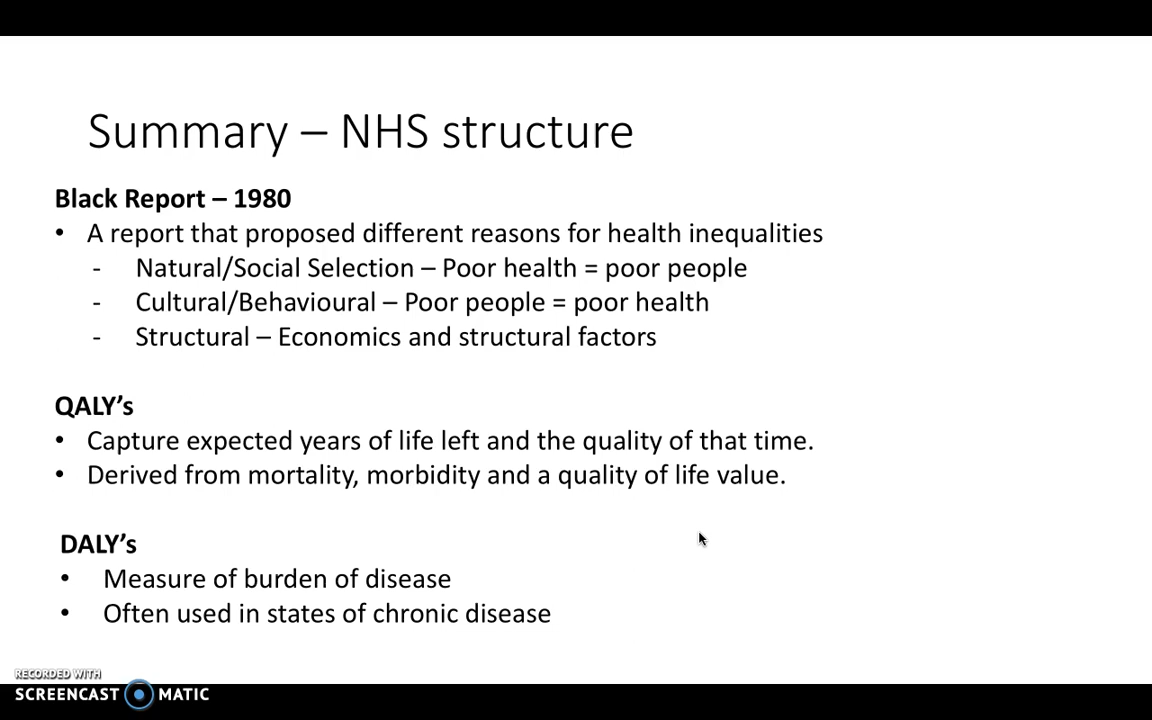 Summary – NHS structure
Black Report – 1980
• A report that proposed different reasons for health inequalities
- Natural/Social Selection – Poor health = poor people
- Cultural/Behavioural – Poor people = poor health
- Structural – Economics and structural factors
QALY’s
• Capture expected years of life left and the quality of that time.
• Derived from mortality, morbidity and a quality of life value.
DALY’s
• Measure of burden of disease
• Often used in states of chronic disease
RECORDED WITH
SCREENCAST MATIC